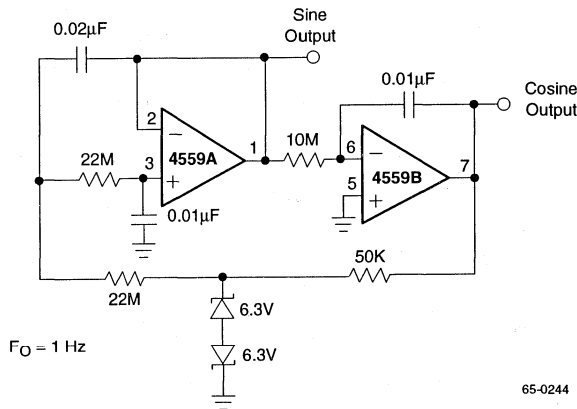 Sine
Output
0.02µF
0.01µF
Cosine
Output
2
−
4559A
1
10M
6
−
4559B
7
22M
3
+
5
+
0.01µF
50K
22M
6.3V
6.3V
FO = 1 Hz
65-0244